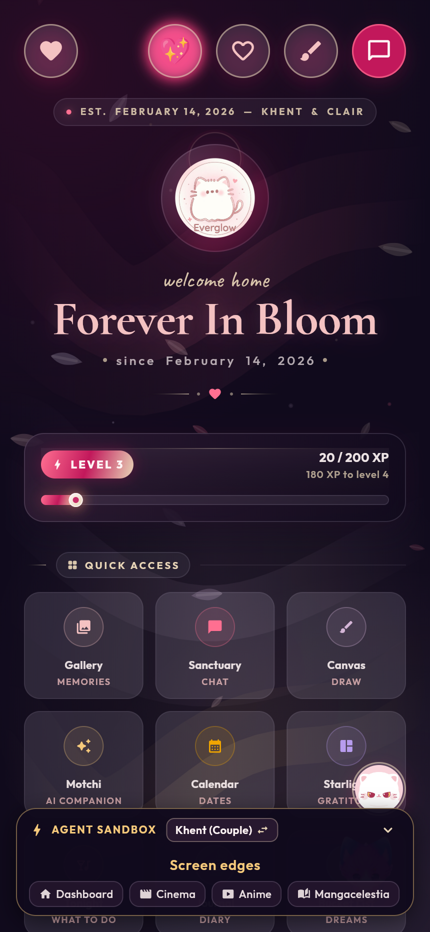 EST. FEBRUARY 14, 2026 — KHENT & CLAIR
Everglow
welcome home
Forever In Bloom
• since February 14, 2026 •
LEVEL 3
20 / 200 XP
180 XP to level 4
QUICK ACCESS
Gallery
MEMORIES
Sanctuary
CHAT
Canvas
DRAW
Motchi
AI COMPANION
Calendar
DATES
AGENT SANDBOX
Khent (Couple)
Screen edges
Dashboard
Cinema
Anime
Mangacelestia
WHAT TO DO
DIARY
DREAMS